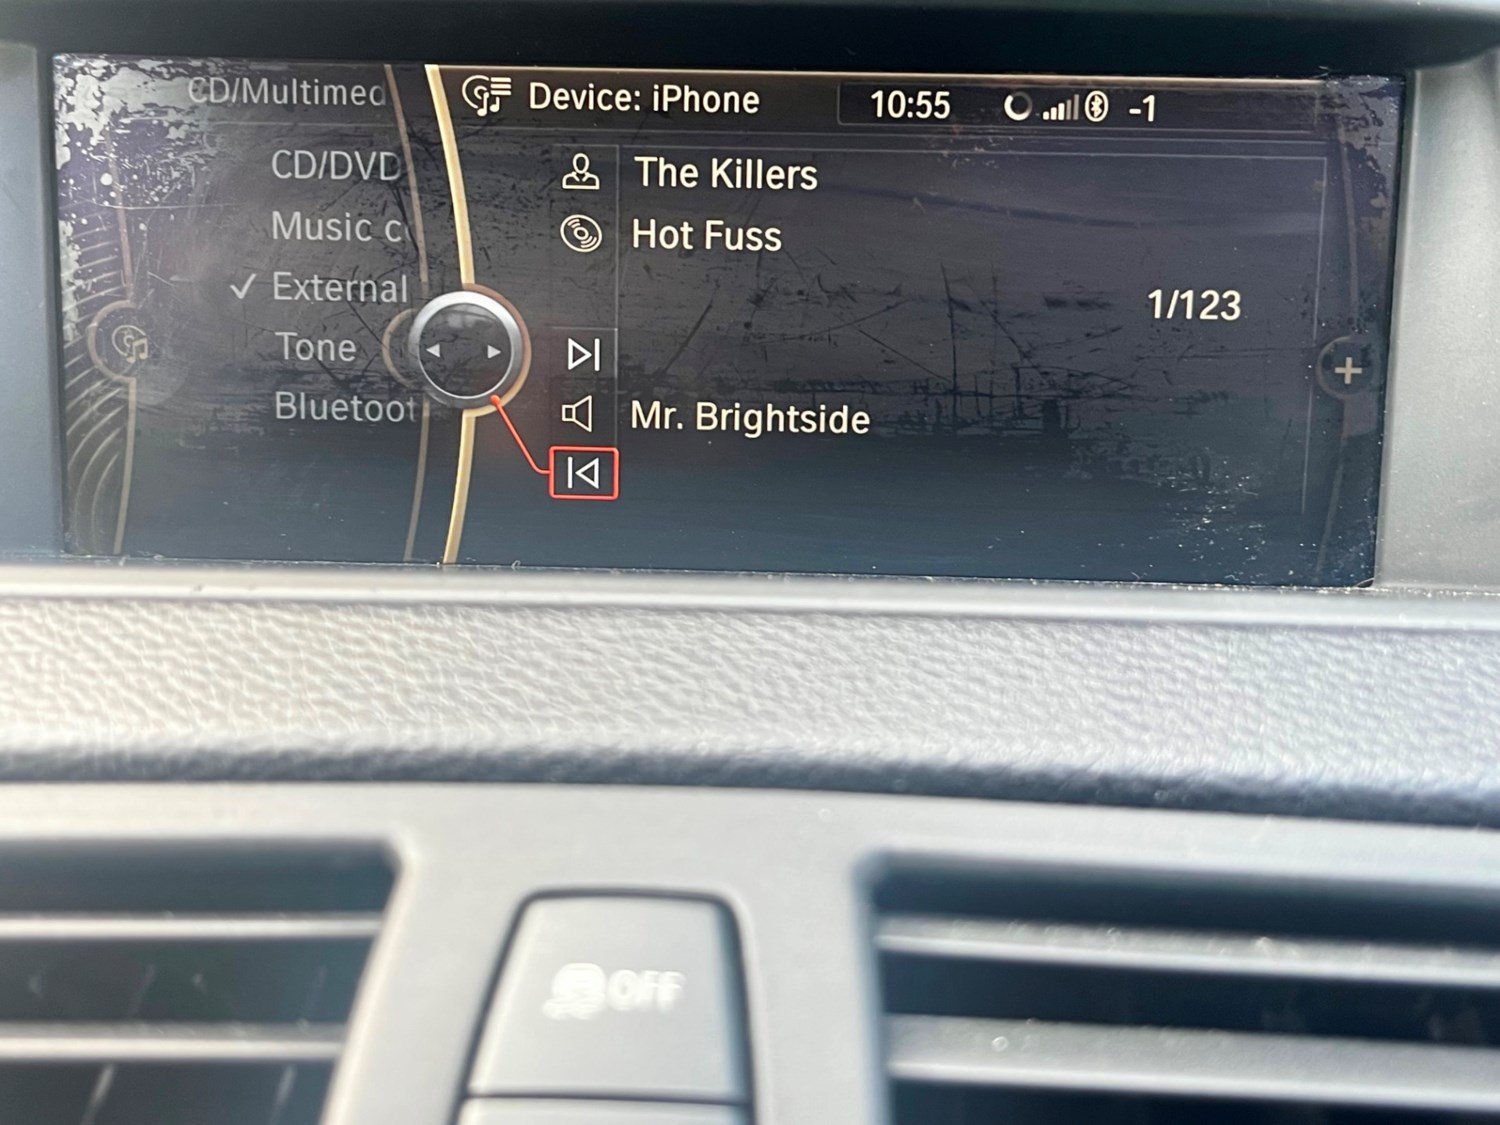 CD/Multimed
Device: iPhone
10:55
-1
CD/DVD
Music c
External
Tone
Bluetoot
The Killers
Hot Fuss
1/123
Mr. Brightside
OFF